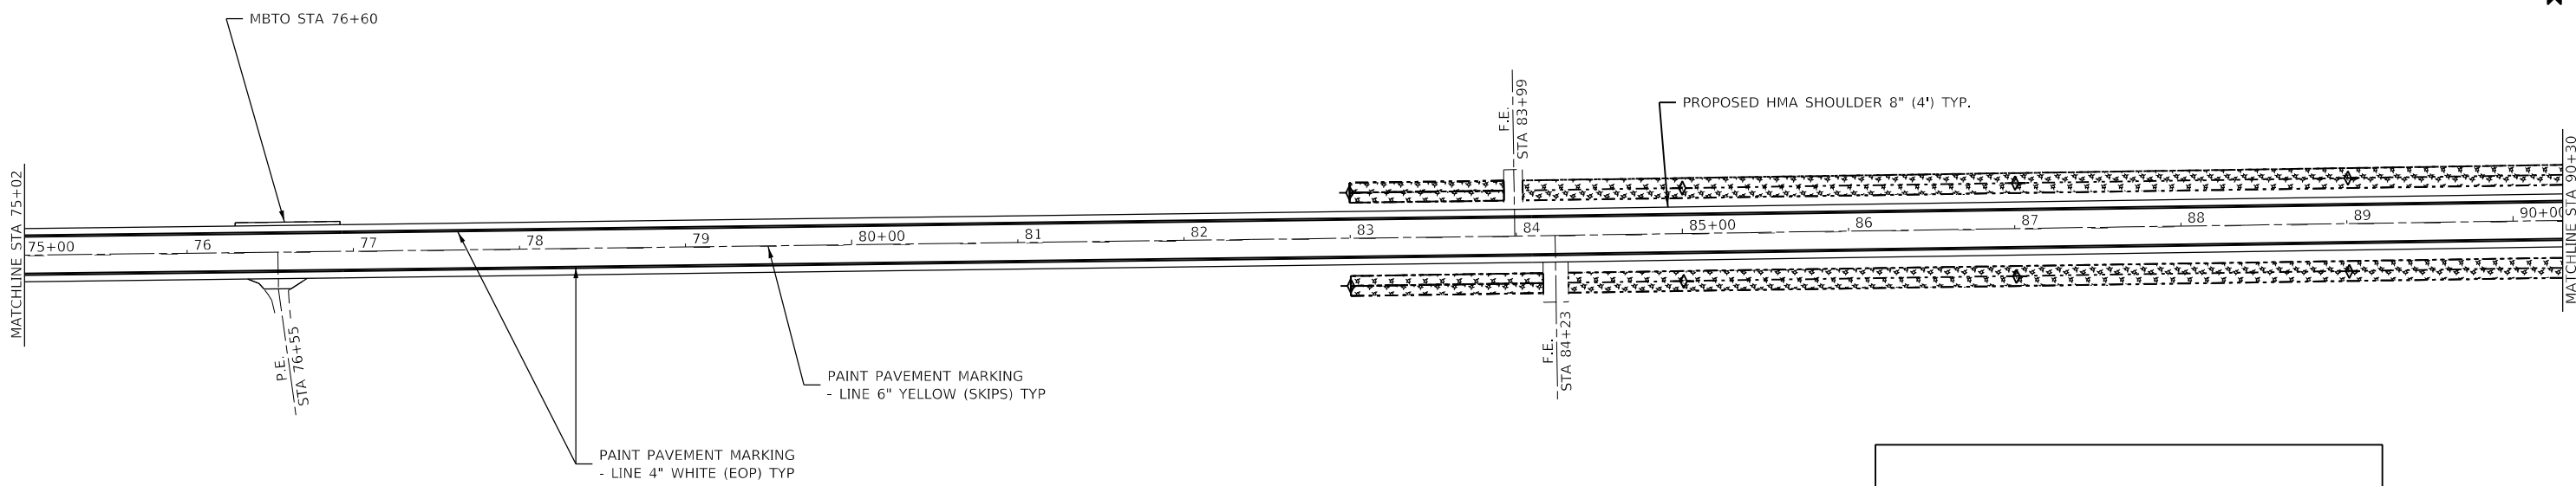 MBTO STA 76+60
F.E.
STA 83+99
PROPOSED HMA SHOULDER 8" (4') TYP.
MATCHLINE STA 75+02
MATCHLINE STA 90+30
75+00
76
77
78
79
80+00
81
82
83
84
85+00
86
87
88
89
90+00
P.E.
STA 76+55
F.E.
STA 84+23
PAINT PAVEMENT MARKING
- LINE 6" YELLOW (SKIPS) TYP
PAINT PAVEMENT MARKING
- LINE 4" WHITE (EOP) TYP